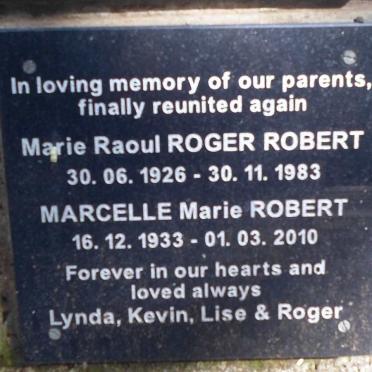 In loving memory of our parents,
finally reunited again
Marie Raoul ROGER ROBERT
30. 06. 1926 - 30. 11. 1983
MARCELLE Marie ROBERT
16. 12. 1933 - 01. 03. 2010
Forever in our hearts and
loved always
Lynda, Kevin, Lise & Roger